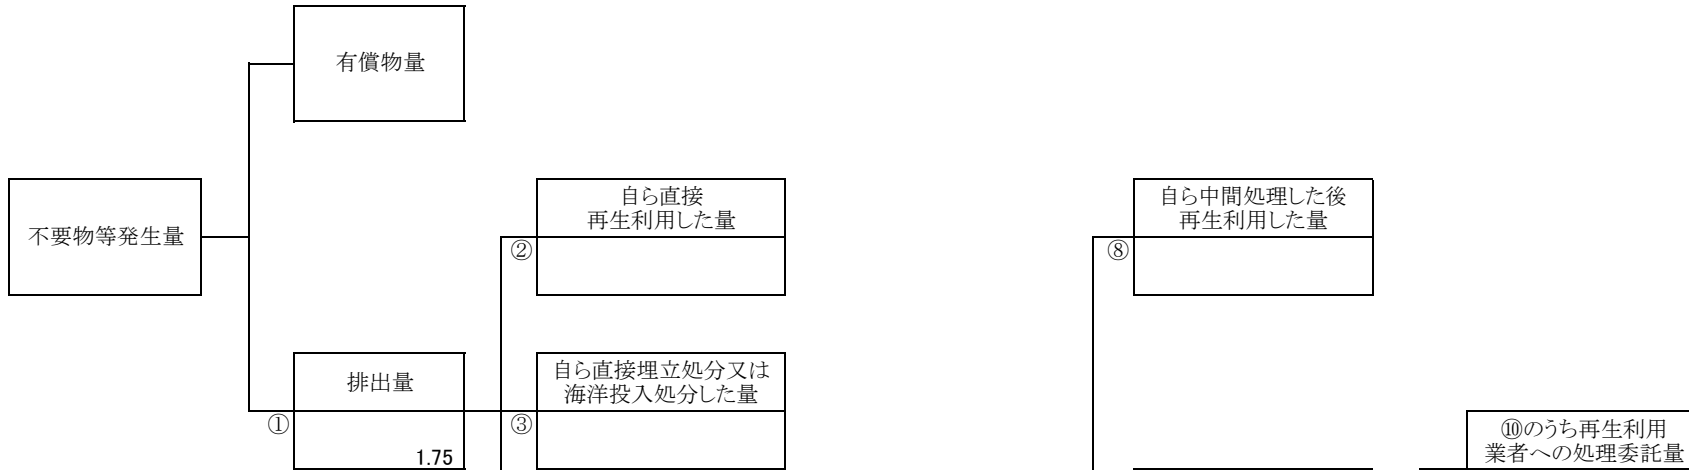 有償物量
不要物等発生量
自ら直接
再生利用した量
②
自ら中間処理した後
再生利用した量
⑧
排出量
①
1.75
自ら直接埋立処分又は
海洋投入処分した量
③
⑩のうち再生利用
業者への処理委託量